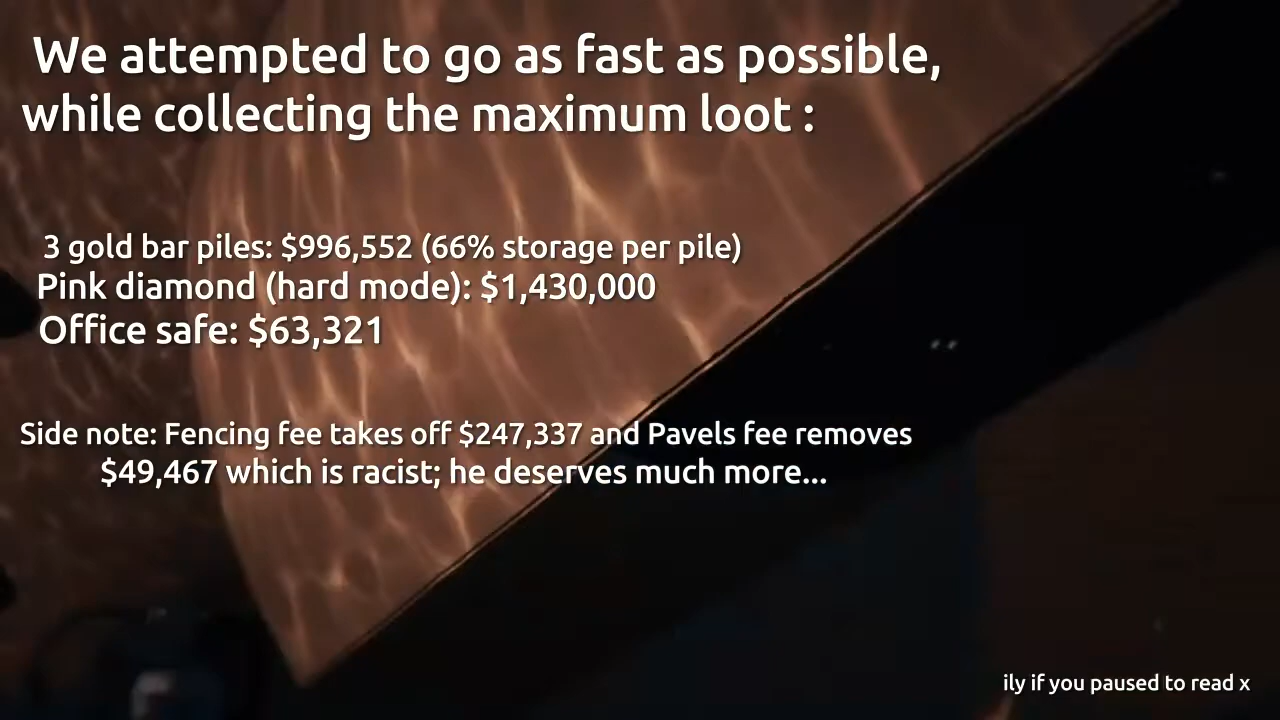 We attempted to go as fast as possible,
while collecting the maximum loot :
3 gold bar piles: $996,552 (66% storage per pile)
Pink diamond (hard mode): $1,430,000
Office safe: $63,321
Side note: Fencing fee takes off $247,337 and Pavels fee removes
$49,467 which is racist; he deserves much more...
ily if you paused to read x